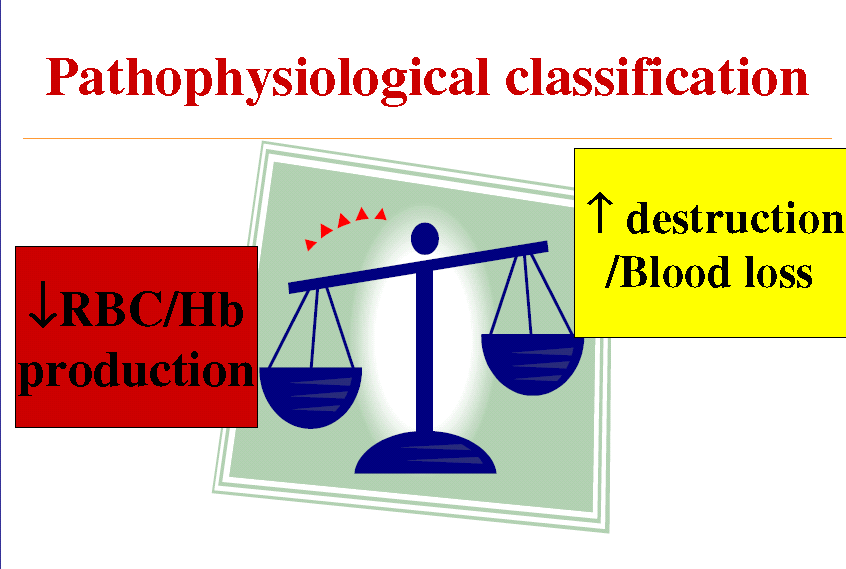 Pathophysiological classification
↑ destruction
/Blood loss
↓RBC/Hb
production